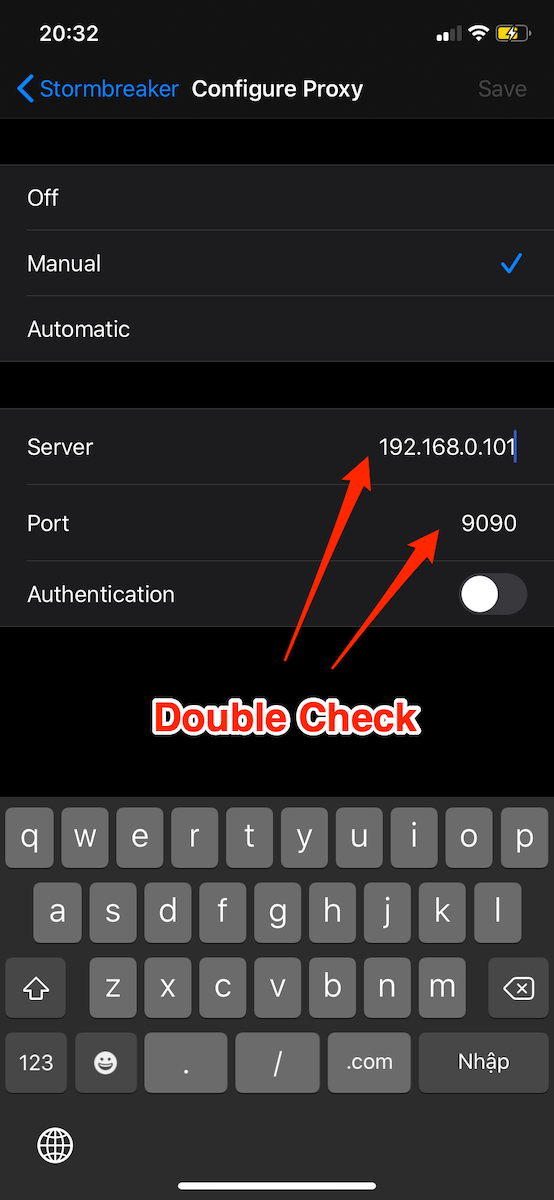 20:32
Stormbreaker Configure Proxy Save
Off
Manual
Automatic
Server 192.168.0.101
Port 9090
Authentication
Double Check
q w e r t y u i o p
a s d f g h j k l
z x c v b n m
123 . / .com Nhập